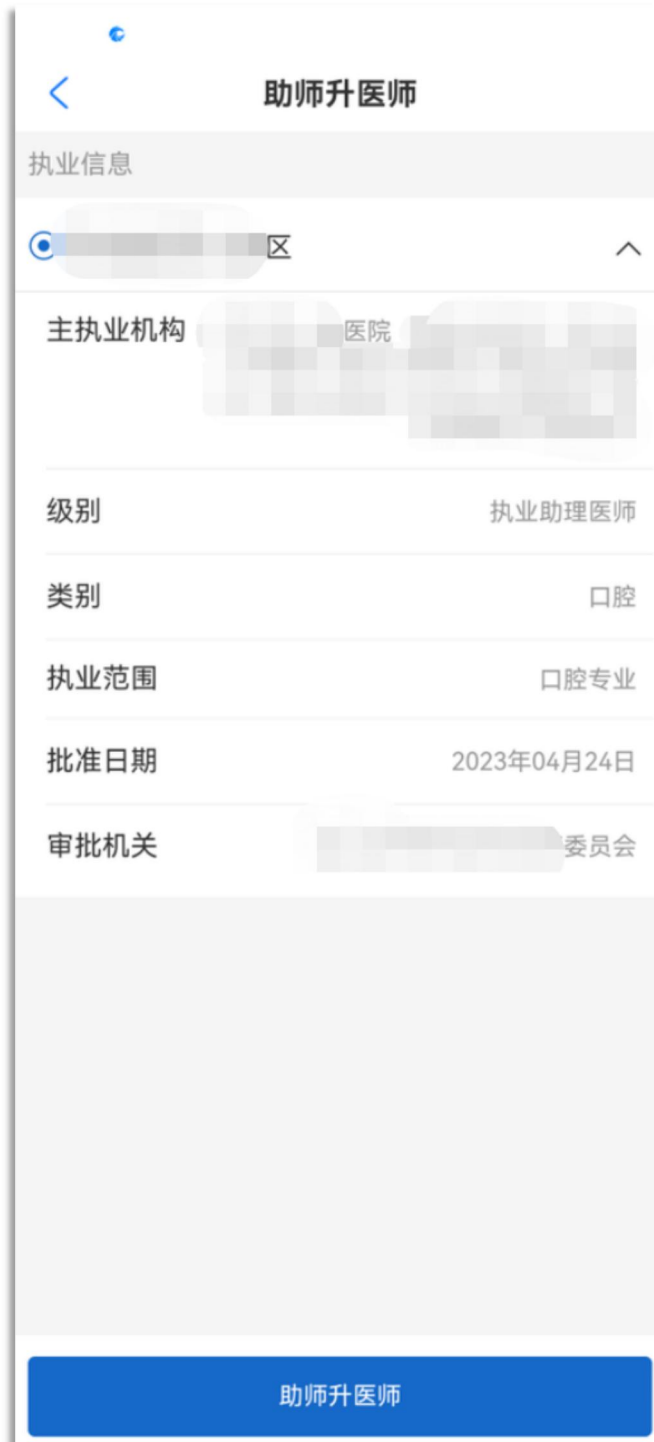 助师升医师
执业信息
区
主执业机构 医院
级别 执业助理医师
类别 口腔
执业范围 口腔专业
批准日期 2023年04月24日
审批机关 委员会
助师升医师